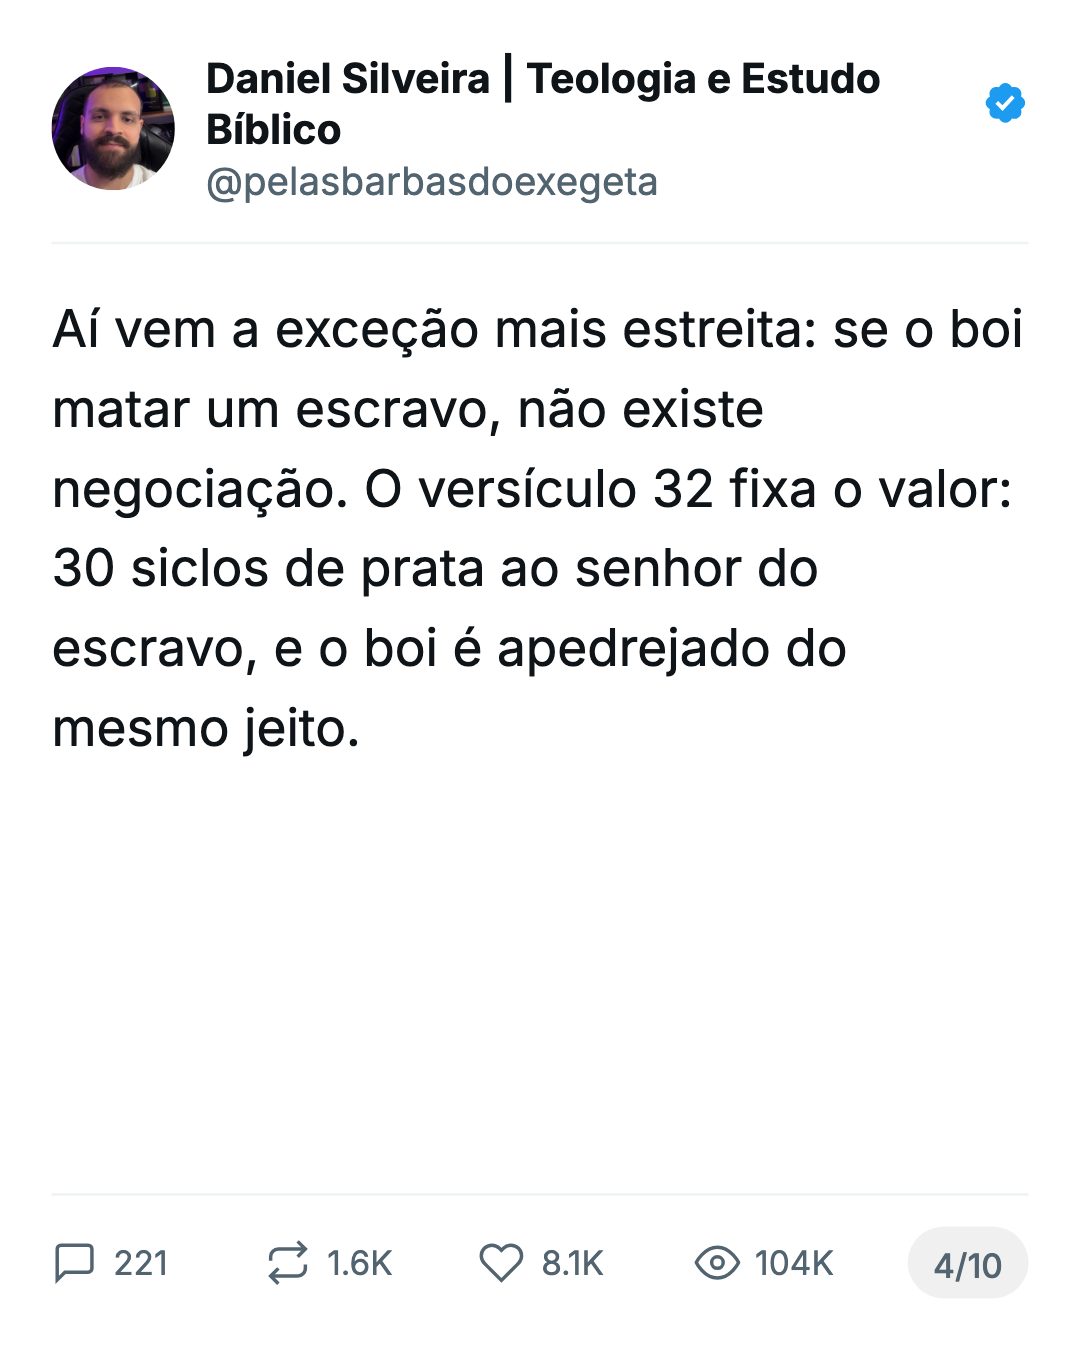 Daniel Silveira | Teologia e Estudo
Bíblico
@pelasbarbasdoexegeta
Aí vem a exceção mais estreita: se o boi
matar um escravo, não existe
negociação. O versículo 32 fixa o valor:
30 siclos de prata ao senhor do
escravo, e o boi é apedrejado do
mesmo jeito.
221
1.6K
8.1K
104K
4/10